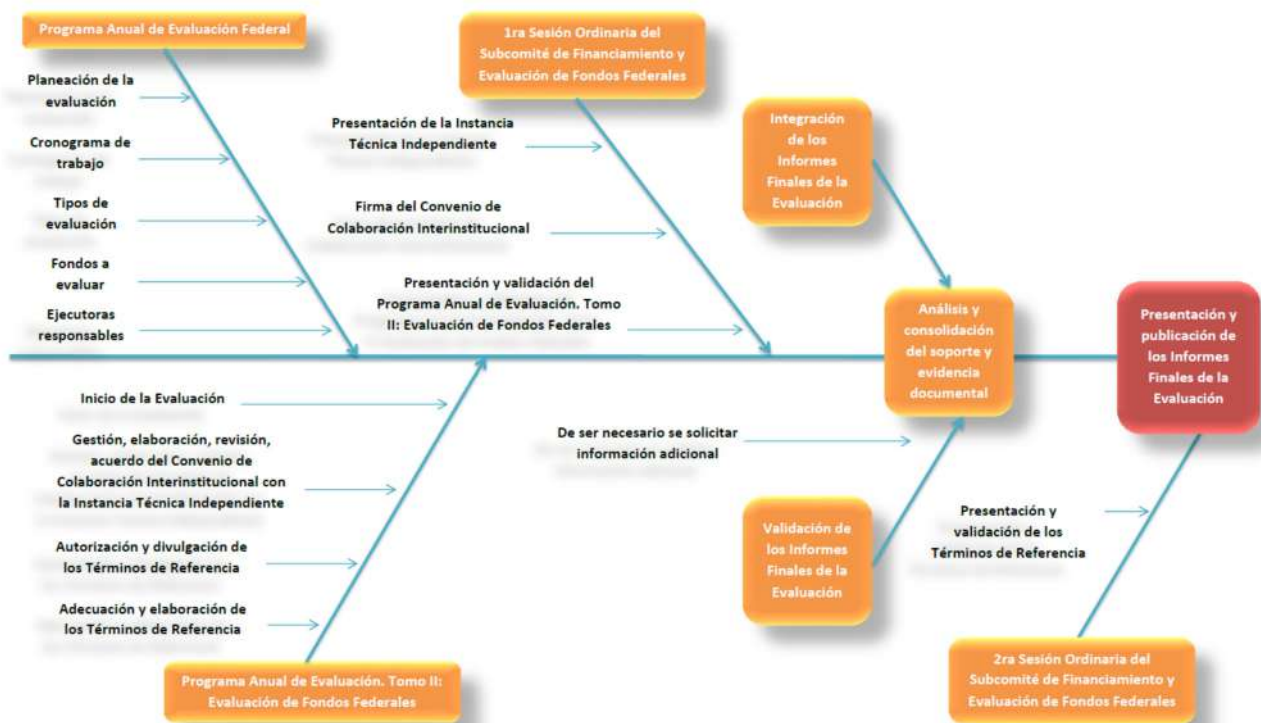 Programa Anual de Evaluación Federal
Planeación de la
evaluación
Cronograma de
trabajo
Tipos de
evaluación
Fondos a
evaluar
Ejecutoras
responsables
1ra Sesión Ordinaria del
Subcomité de Financiamiento y
Evaluación de Fondos Federales
Presentación de la Instancia
Técnica Independiente
Firma del Convenio de
Colaboración Interinstitucional
Presentación y validación del
Programa Anual de Evaluación. Tomo
II: Evaluación de Fondos Federales
Integración
de los
Informes
Finales de la
Evaluación
Análisis y
consolidación
del soporte y
evidencia
documental
Presentación y
publicación de
los Informes
Finales de la
Evaluación
Inicio de la Evaluación
Gestión, elaboración, revisión,
acuerdo del Convenio de
Colaboración Interinstitucional con
la Instancia Técnica Independiente
Autorización y divulgación de
los Términos de Referencia
Adecuación y elaboración de
los Términos de Referencia
Programa Anual de Evaluación. Tomo II:
Evaluación de Fondos Federales
De ser necesario se solicitar
información adicional
Validación de
los Informes
Finales de la
Evaluación
Presentación y
validación de los
Términos de Referencia
2ra Sesión Ordinaria del
Subcomité de Financiamiento y
Evaluación de Fondos Federales